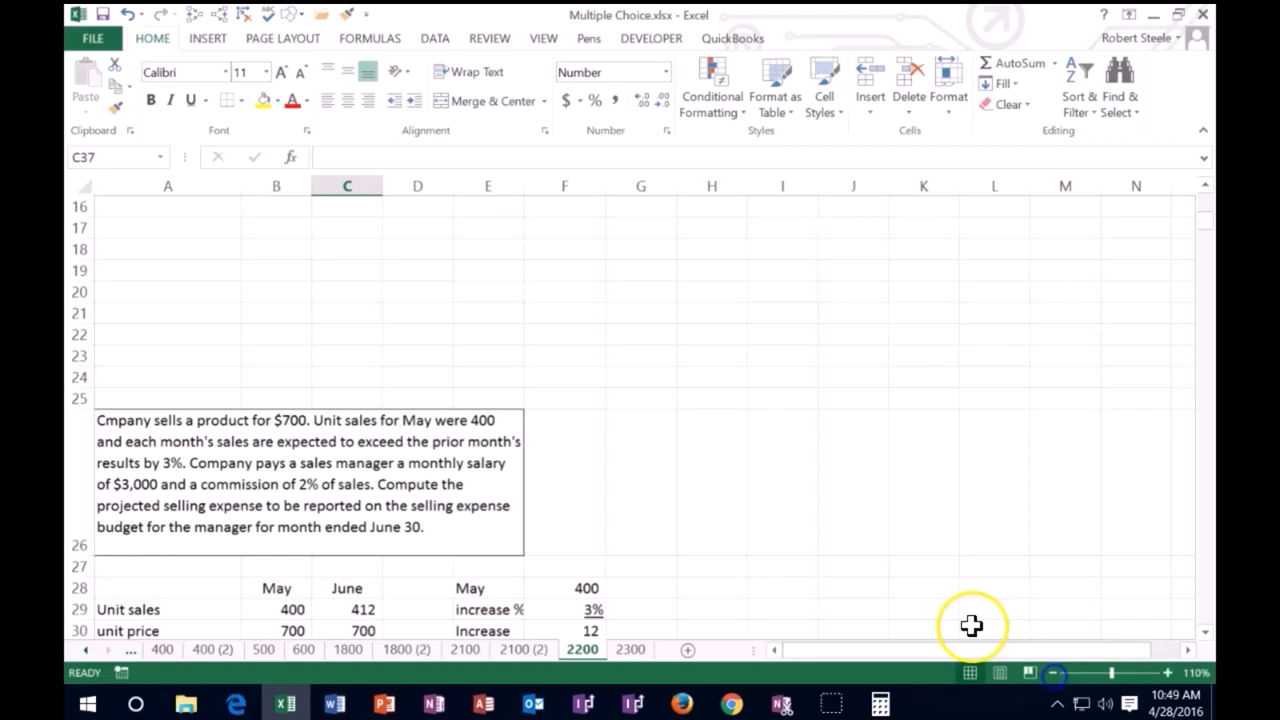 Multiple Choice.xlsx - Excel
FILE HOME INSERT PAGE LAYOUT FORMULAS DATA REVIEW VIEW Pens DEVELOPER QuickBooks Robert Steele
Calibri 11 Wrap Text Number AutoSum
Fill
Paste B I U Merge & Center $ % Conditional Formatting Format as Table Cell Styles Insert Delete Format Clear Sort & Filter Find & Select
Clipboard Font Alignment Number Styles Cells Editing
C37 fx
A B C D E F G H I J K L M N
16
17
18
19
20
21
22
23
24
25
Cmpany sells a product for $700. Unit sales for May were 400
and each month's sales are expected to exceed the prior month's
results by 3%. Company pays a sales manager a monthly salary
of $3,000 and a commission of 2% of sales. Compute the
projected selling expense to be reported on the selling expense
budget for the manager for month ended June 30.
26
27
28 May June May 400
29 Unit sales 400 412 increase % 3%
30 unit price 700 700 Increase 12
... 400 400 (2) 500 600 1800 1800 (2) 2100 2100 (2) 2200 2300
READY 110%
10:49 AM
4/28/2016